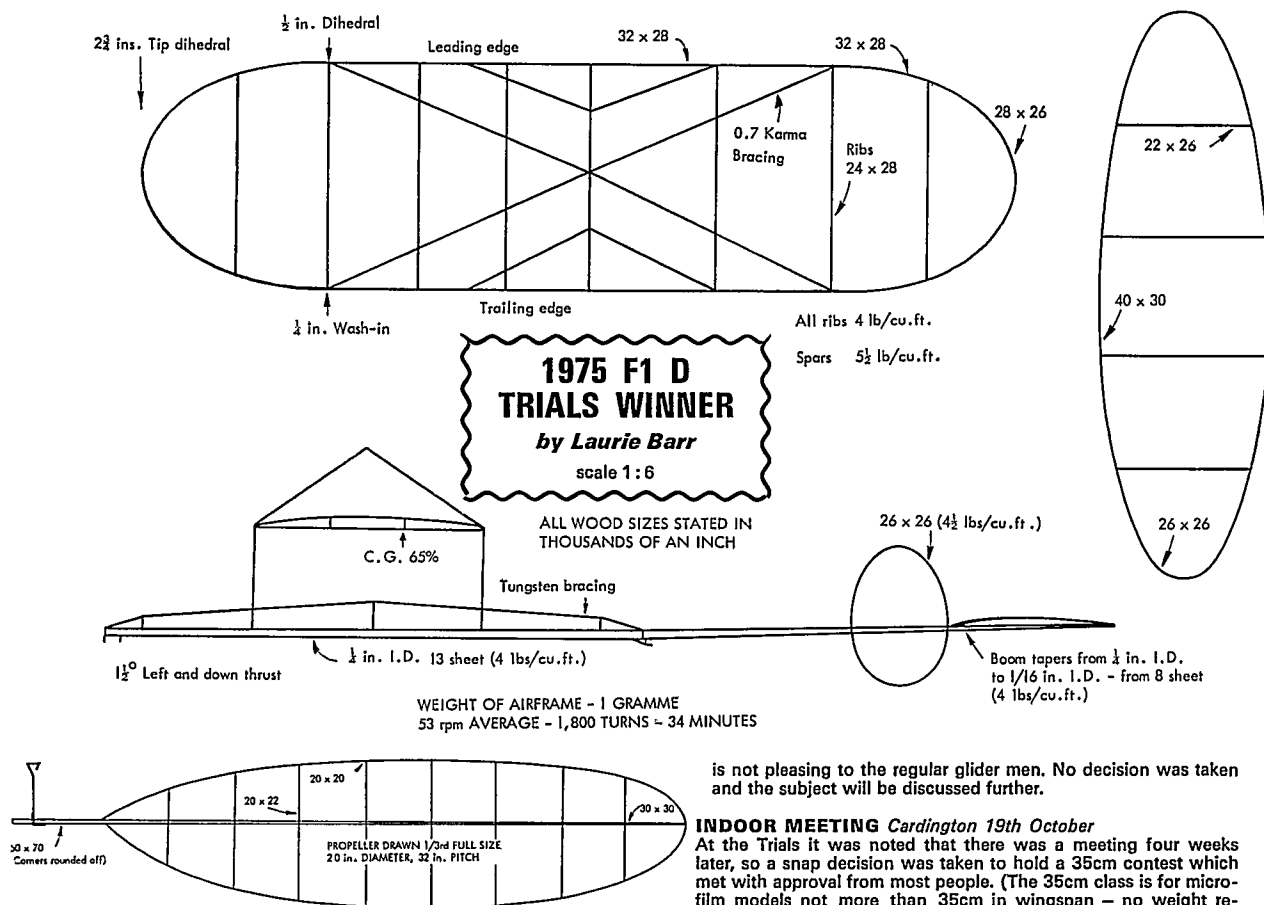 ½ in. Dihedral
2¾ ins. Tip dihedral
Leading edge
32 x 28
32 x 28
28 x 26
0.7 Karma
Bracing
Ribs
24 x 28
22 x 26
¼ in. Wash-in
Trailing edge
All ribs 4 lb/cu.ft.
Spars 5½ lb/cu.ft.
40 x 30
26 x 26
1975 F1 D
TRIALS WINNER
by Laurie Barr
scale 1:6
ALL WOOD SIZES STATED IN
THOUSANDS OF AN INCH
C.G. 65%
Tungsten bracing
26 x 26 (4½ lbs/cu.ft.)
1½° Left and down thrust
¼ in. I.D. 13 sheet (4 lbs/cu.ft.)
Boom tapers from ¼ in. I.D.
to 1/16 in. I.D. - from 8 sheet
(4 lbs/cu.ft.)
WEIGHT OF AIRFRAME - 1 GRAMME
53 rpm AVERAGE - 1,800 TURNS - 34 MINUTES
20 x 20
20 x 22
30 x 30
0 x 70
Corners rounded off)
PROPELLER DRAWN 1/3rd FULL SIZE
20 in. DIAMETER, 32 in. PITCH
is not pleasing to the regular glider men. No decision was taken
and the subject will be discussed further.
INDOOR MEETING Cardington 19th October
At the Trials it was noted that there was a meeting four weeks
later, so a snap decision was taken to hold a 35cm contest which
met with approval from most people. (The 35cm class is for micro-
film models not more than 35cm in wingspan — no weight re-